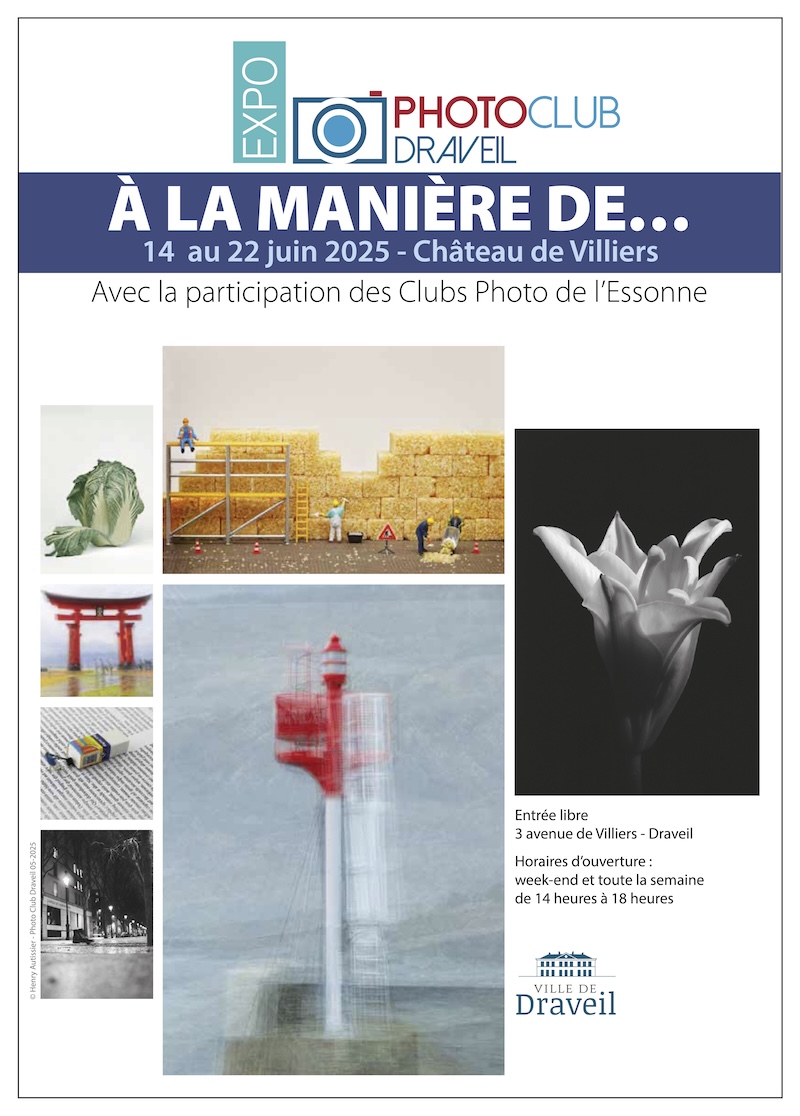 EXPO
PHOTOCLUB
DRAVEIL
À LA MANIÈRE DE...
14 au 22 juin 2025 - Château de Villiers
Avec la participation des Clubs Photo de l'Essonne
Entrée libre
3 avenue de Villiers - Draveil
Horaires d'ouverture :
week-end et toute la semaine
de 14 heures à 18 heures
VILLE DE
Draveil
© Henry Autissier - Photo Club Draveil 05-2025